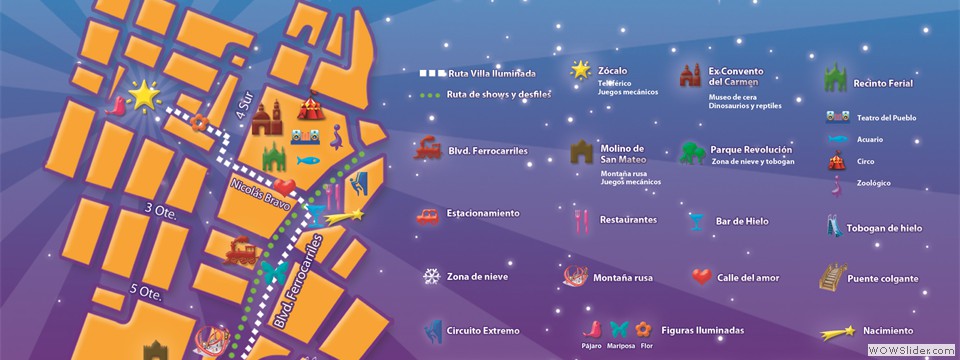 4 Sur
Nicolás Bravo
3 Ote.
5 Ote.
Blvd. Ferrocarriles
Ruta Villa Iluminada
Ruta de shows y desfiles
Zócalo
Teleférico
Juegos mecánicos
Ex Convento
del Carmen
Museo de cera
Dinosaurios y reptiles
Recinto Ferial
Teatro del Pueblo
Acuario
Circo
Zoológico
Blvd. Ferrocarriles
Molino de
San Mateo
Montaña rusa
Juegos mecánicos
Parque Revolución
Zona de nieve y tobogan
Estacionamiento
Restaurantes
Bar de Hielo
Tobogan de hielo
Zona de nieve
Montaña rusa
Calle del amor
Puente colgante
Circuito Extremo
Pájaro
Mariposa
Flor
Figuras Iluminadas
Nacimiento
WOWSlider.com